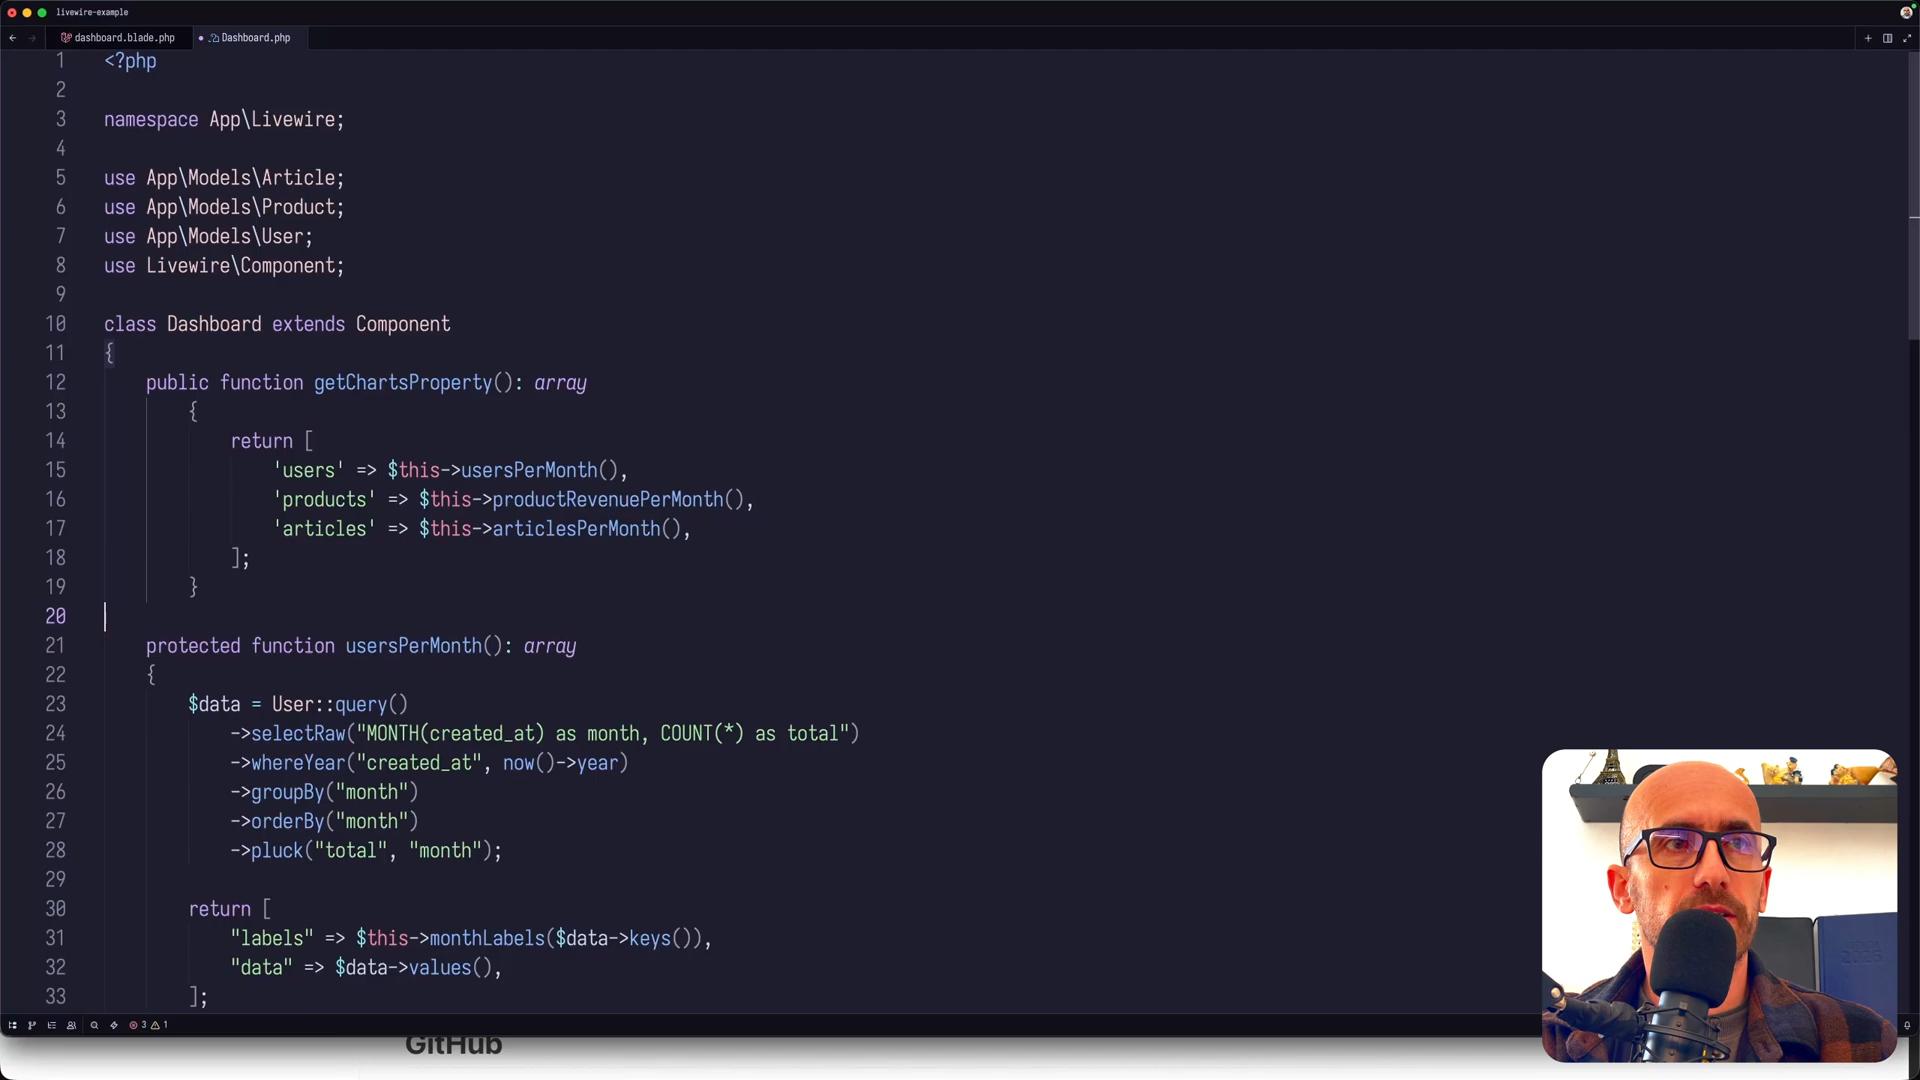 livewire-example
dashboard.blade.php
Dashboard.php
1 <?php
2
3 namespace App\Livewire;
4
5 use App\Models\Article;
6 use App\Models\Product;
7 use App\Models\User;
8 use Livewire\Component;
9
10 class Dashboard extends Component
11 {
12     public function getChartsProperty(): array
13         {
14             return [
15                 'users' => $this->usersPerMonth(),
16                 'products' => $this->productRevenuePerMonth(),
17                 'articles' => $this->articlesPerMonth(),
18             ];
19         }
20
21     protected function usersPerMonth(): array
22     {
23         $data = User::query()
24             ->selectRaw("MONTH(created_at) as month, COUNT(*) as total")
25             ->whereYear("created_at", now()->year)
26             ->groupBy("month")
27             ->orderBy("month")
28             ->pluck("total", "month");
29
30         return [
31             "labels" => $this->monthLabels($data->keys()),
32             "data" => $data->values(),
33         ];
3 1
GitHub